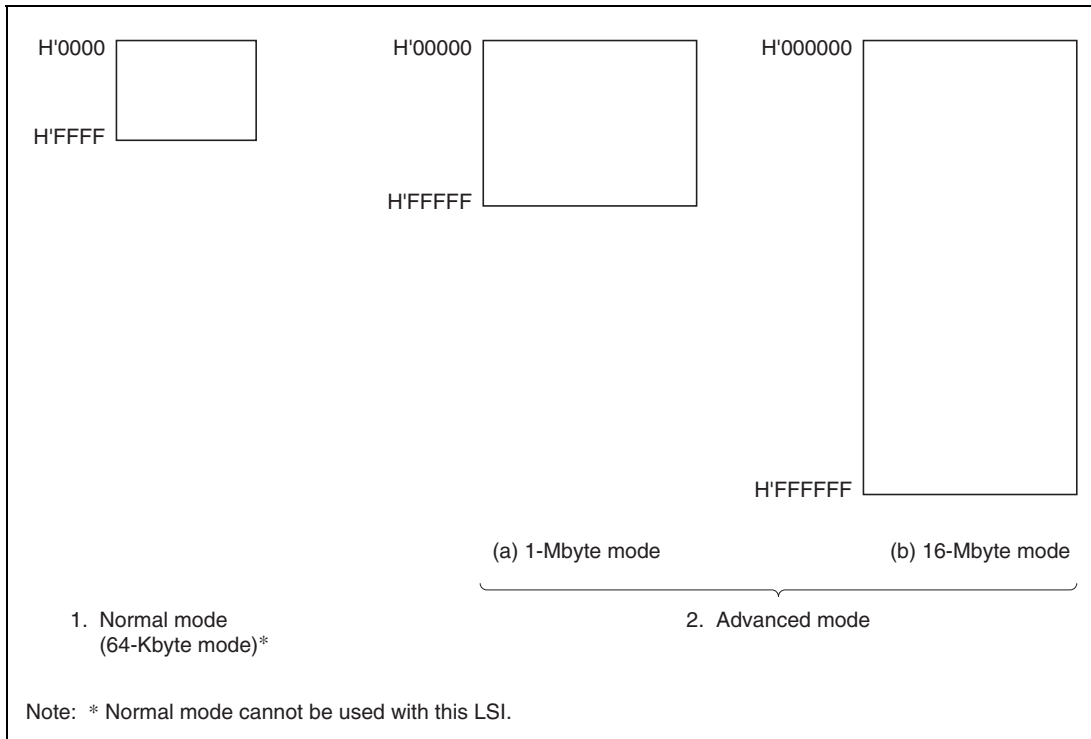 H'0000
H'FFFF
H'00000
H'FFFFF
H'000000
H'FFFFFF
(a) 1-Mbyte mode
(b) 16-Mbyte mode
1. Normal mode
(64-Kbyte mode)*
2. Advanced mode
Note: * Normal mode cannot be used with this LSI.